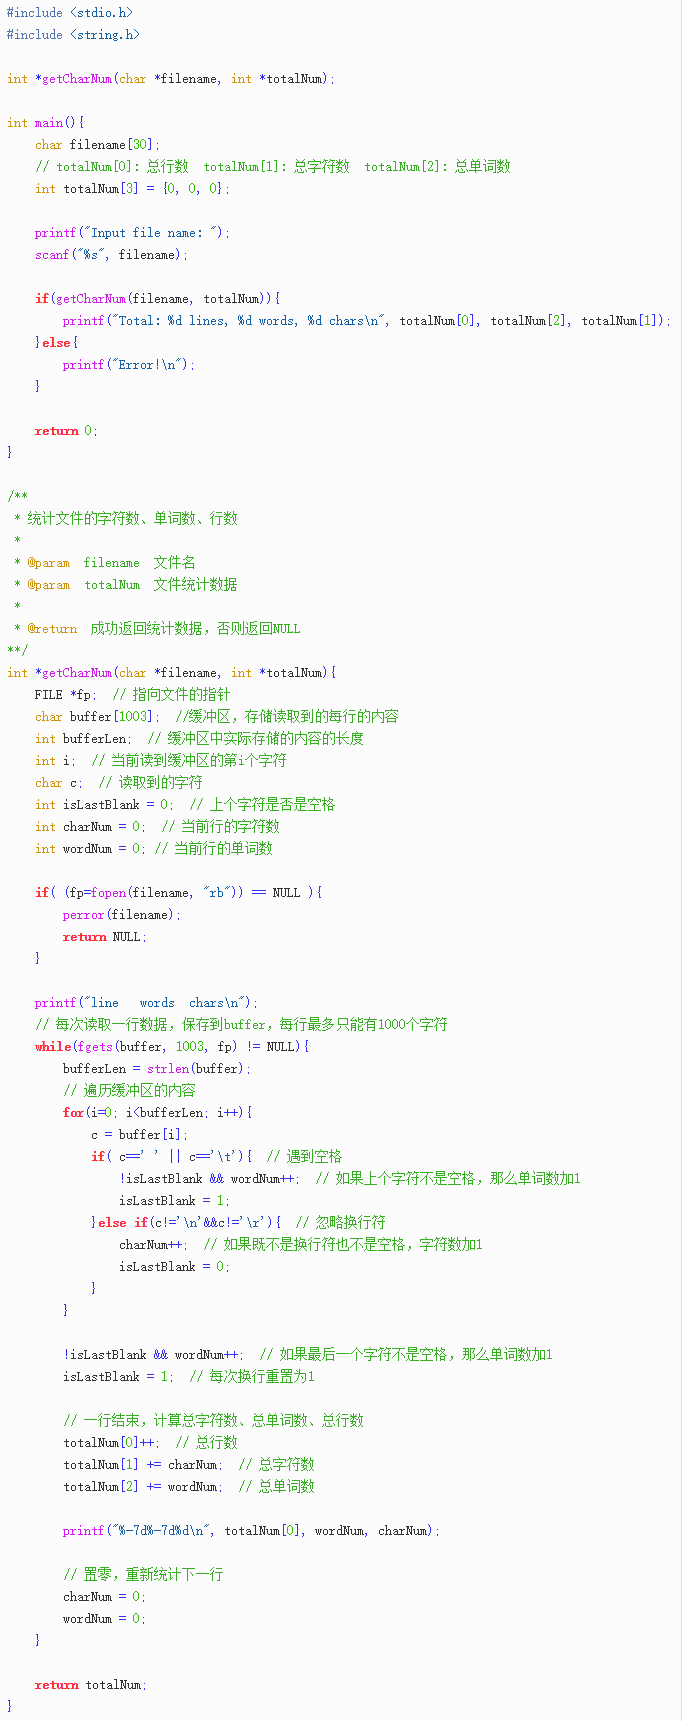 #include <stdio.h>
#include <string.h>

int *getCharNum(char *filename, int *totalNum);

int main(){
    char filename[30];
    // totalNum[0]: 总行数  totalNum[1]: 总字符数  totalNum[2]: 总单词数
    int totalNum[3] = {0, 0, 0};

    printf("Input file name: ");
    scanf("%s", filename);

    if(getCharNum(filename, totalNum)){
        printf("Total: %d lines, %d words, %d chars\n", totalNum[0], totalNum[2], totalNum[1]);
    }else{
        printf("Error!\n");
    }

    return 0;
}

/**
 * 统计文件的字符数、单词数、行数
 *
 * @param  filename  文件名
 * @param  totalNum  文件统计数据
 *
 * @return  成功返回统计数据，否则返回NULL
**/
int *getCharNum(char *filename, int *totalNum){
    FILE *fp;  // 指向文件的指针
    char buffer[1003];  //缓冲区，存储读取到的每行的内容
    int bufferLen;  // 缓冲区中实际存储的内容的长度
    int i;  // 当前读到缓冲区的第i个字符
    char c;  // 读取到的字符
    int isLastBlank = 0;  // 上个字符是否是空格
    int charNum = 0;  // 当前行的字符数
    int wordNum = 0; // 当前行的单词数

    if( (fp=fopen(filename, "rb")) == NULL ){
        perror(filename);
        return NULL;
    }

    printf("line   words  chars\n");
    // 每次读取一行数据，保存到buffer，每行最多只能有1000个字符
    while(fgets(buffer, 1003, fp) != NULL){
        bufferLen = strlen(buffer);
        // 遍历缓冲区的内容
        for(i=0; i<bufferLen; i++){
            c = buffer[i];
            if( c==' ' || c=='\t'){  // 遇到空格
                !isLastBlank && wordNum++;  // 如果上个字符不是空格，那么单词数加1
                isLastBlank = 1;
            }else if(c!='\n'&&c!='\r'){  // 忽略换行符
                charNum++;  // 如果既不是换行符也不是空格，字符数加1
                isLastBlank = 0;
            }
        }

        !isLastBlank && wordNum++;  // 如果最后一个字符不是空格，那么单词数加1
        isLastBlank = 1;  // 每次换行重置为1

        // 一行结束，计算总字符数、总单词数、总行数
        totalNum[0]++;  // 总行数
        totalNum[1] += charNum;  // 总字符数
        totalNum[2] += wordNum;  // 总单词数

        printf("%-7d%-7d%d\n", totalNum[0], wordNum, charNum);

        // 置零，重新统计下一行
        charNum = 0;
        wordNum = 0;
    }

    return totalNum;
}